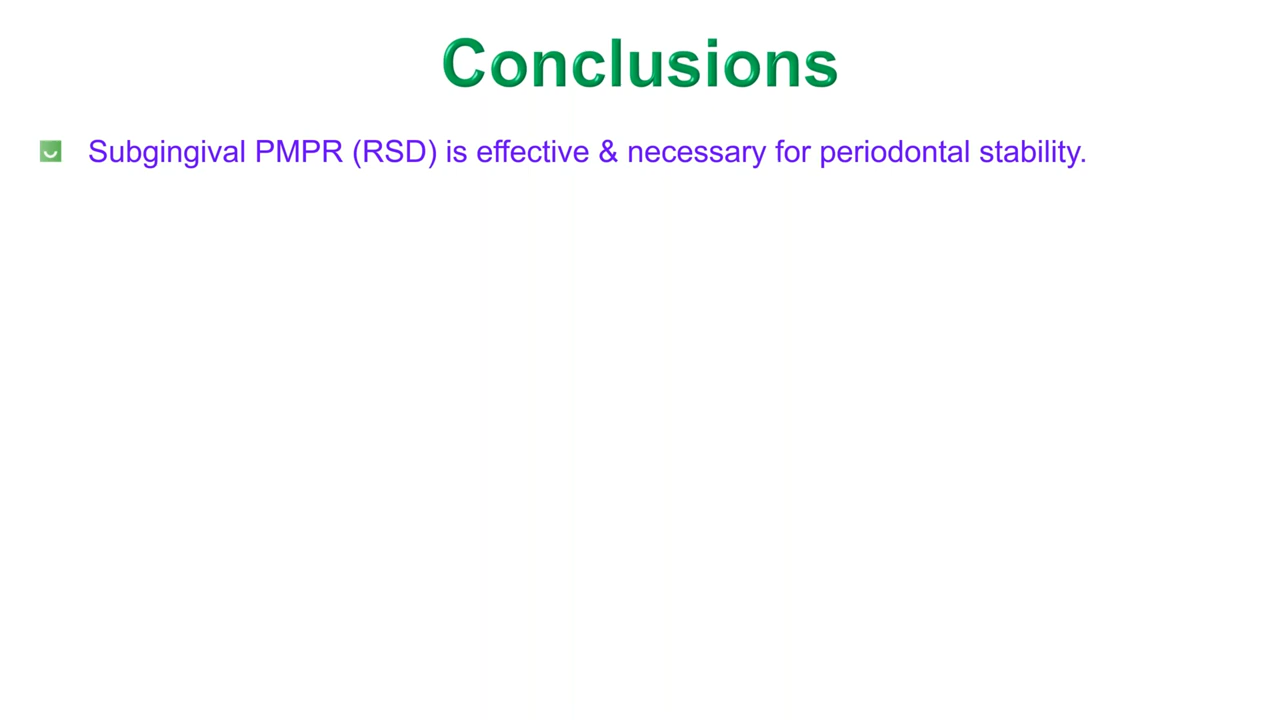 Conclusions
Subgingival PMPR (RSD) is effective & necessary for periodontal stability.